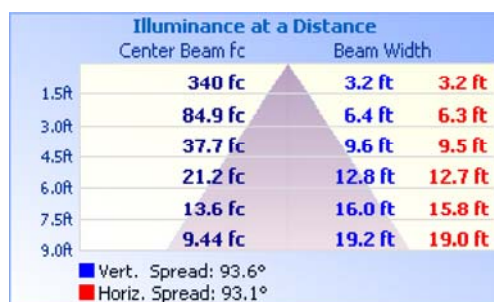 Illuminance at a Distance
Center Beam fc Beam Width
1.5ft 340 fc 3.2 ft 3.2 ft
3.0ft 84.9 fc 6.4 ft 6.3 ft
4.5ft 37.7 fc 9.6 ft 9.5 ft
6.0ft 21.2 fc 12.8 ft 12.7 ft
7.5ft 13.6 fc 16.0 ft 15.8 ft
9.0ft 9.44 fc 19.2 ft 19.0 ft
Vert. Spread: 93.6°
Horiz. Spread: 93.1°